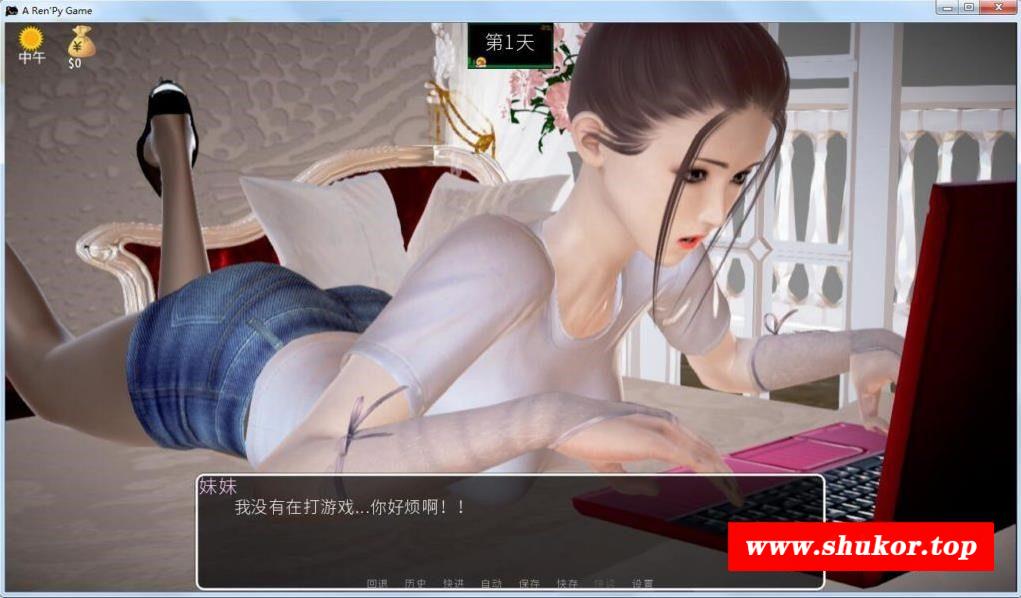 A Ren'Py Game
中午
$0
第1天
妹妹
我没有在打游戏...你好烦啊！！
www.shukor.top
回退 历史 快进 自动 保存 快存 快读 设置